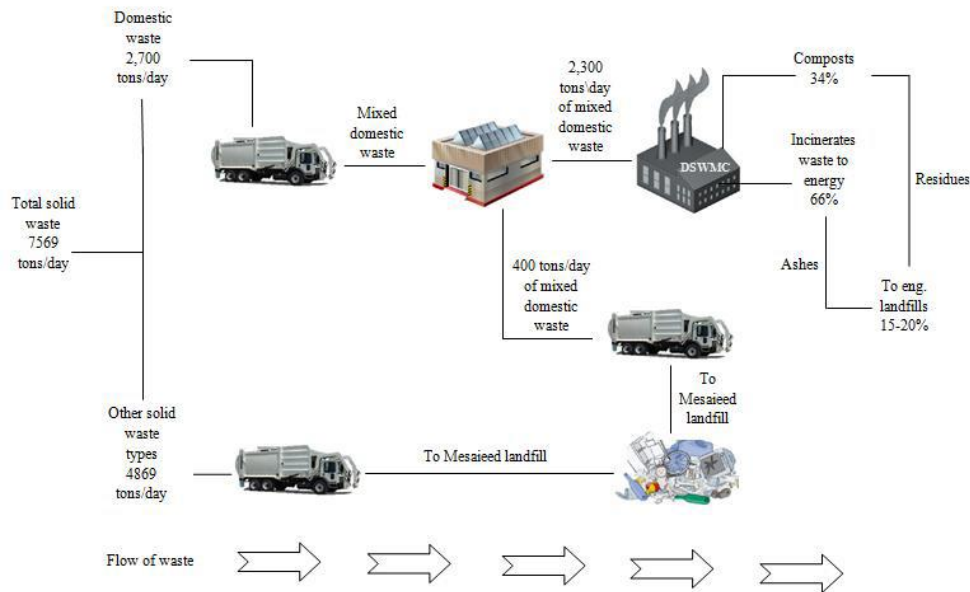 Domestic
waste
2,700
tons/day
Mixed
domestic
waste
2,300
tons\day
of mixed
domestic
waste
DSWMC
Composts
34%
Incinerates
waste to
energy
66%
Residues
Total solid
waste
7569
tons/day
400 tons/day
of mixed
domestic
waste
Ashes
To eng.
landfills
15-20%
To
Mesaieed
landfill
Other solid
waste
types
4869
tons/day
To Mesaieed landfill
Flow of waste